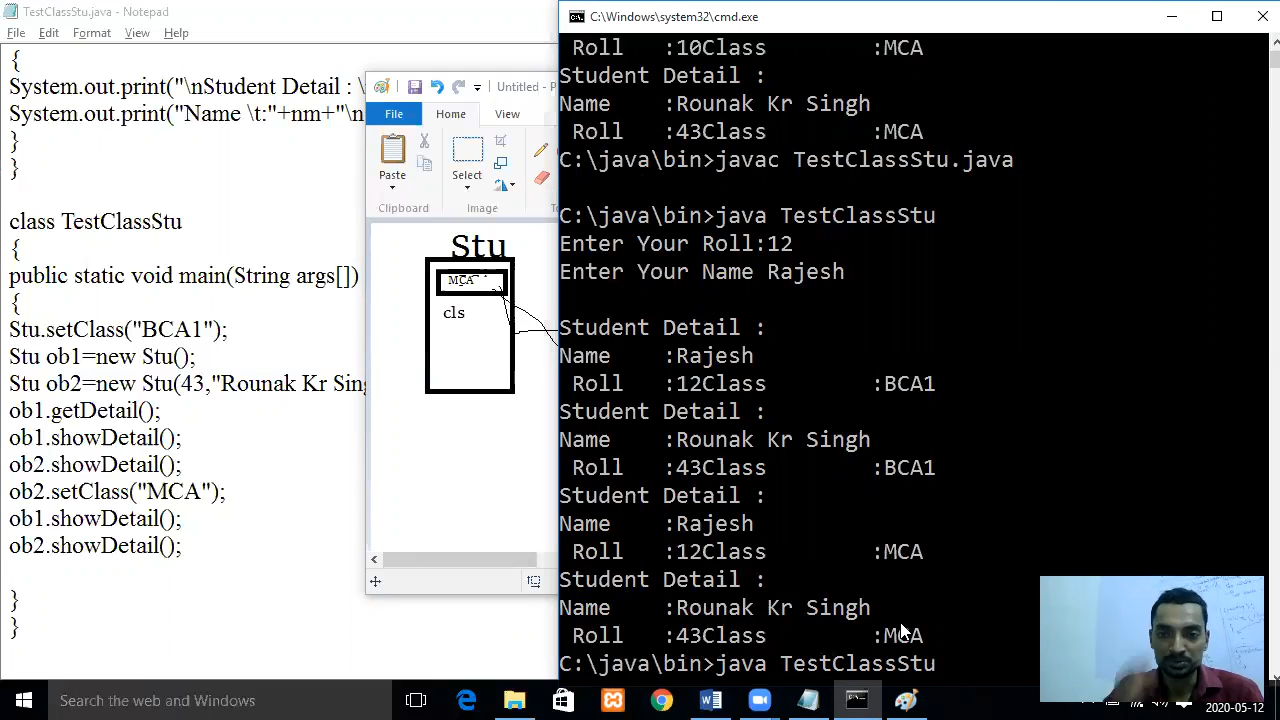 TestClassStu.java - Notepad
File Edit Format View Help
{
System.out.print("\nStudent Detail : \
System.out.print("Name \t:"+nm+"\n
}
}
class TestClassStu
{
public static void main(String args[])
{
Stu.setClass("BCA1");
Stu ob1=new Stu();
Stu ob2=new Stu(43,"Rounak Kr Sing
ob1.getDetail();
ob1.showDetail();
ob2.showDetail();
ob2.setClass("MCA");
ob1.showDetail();
ob2.showDetail();
}
}
Untitled - P
File Home View
Paste
Select
Clipboard Image
Stu
MCA
cls
C:\Windows\system32\cmd.exe
Roll :10Class :MCA
Student Detail :
Name :Rounak Kr Singh
Roll :43Class :MCA
C:\java\bin>javac TestClassStu.java
C:\java\bin>java TestClassStu
Enter Your Roll:12
Enter Your Name Rajesh
Student Detail :
Name :Rajesh
Roll :12Class :BCA1
Student Detail :
Name :Rounak Kr Singh
Roll :43Class :BCA1
Student Detail :
Name :Rajesh
Roll :12Class :MCA
Student Detail :
Name :Rounak Kr Singh
Roll :43Class :MCA
C:\java\bin>java TestClassStu
Search the web and Windows
2020-05-12